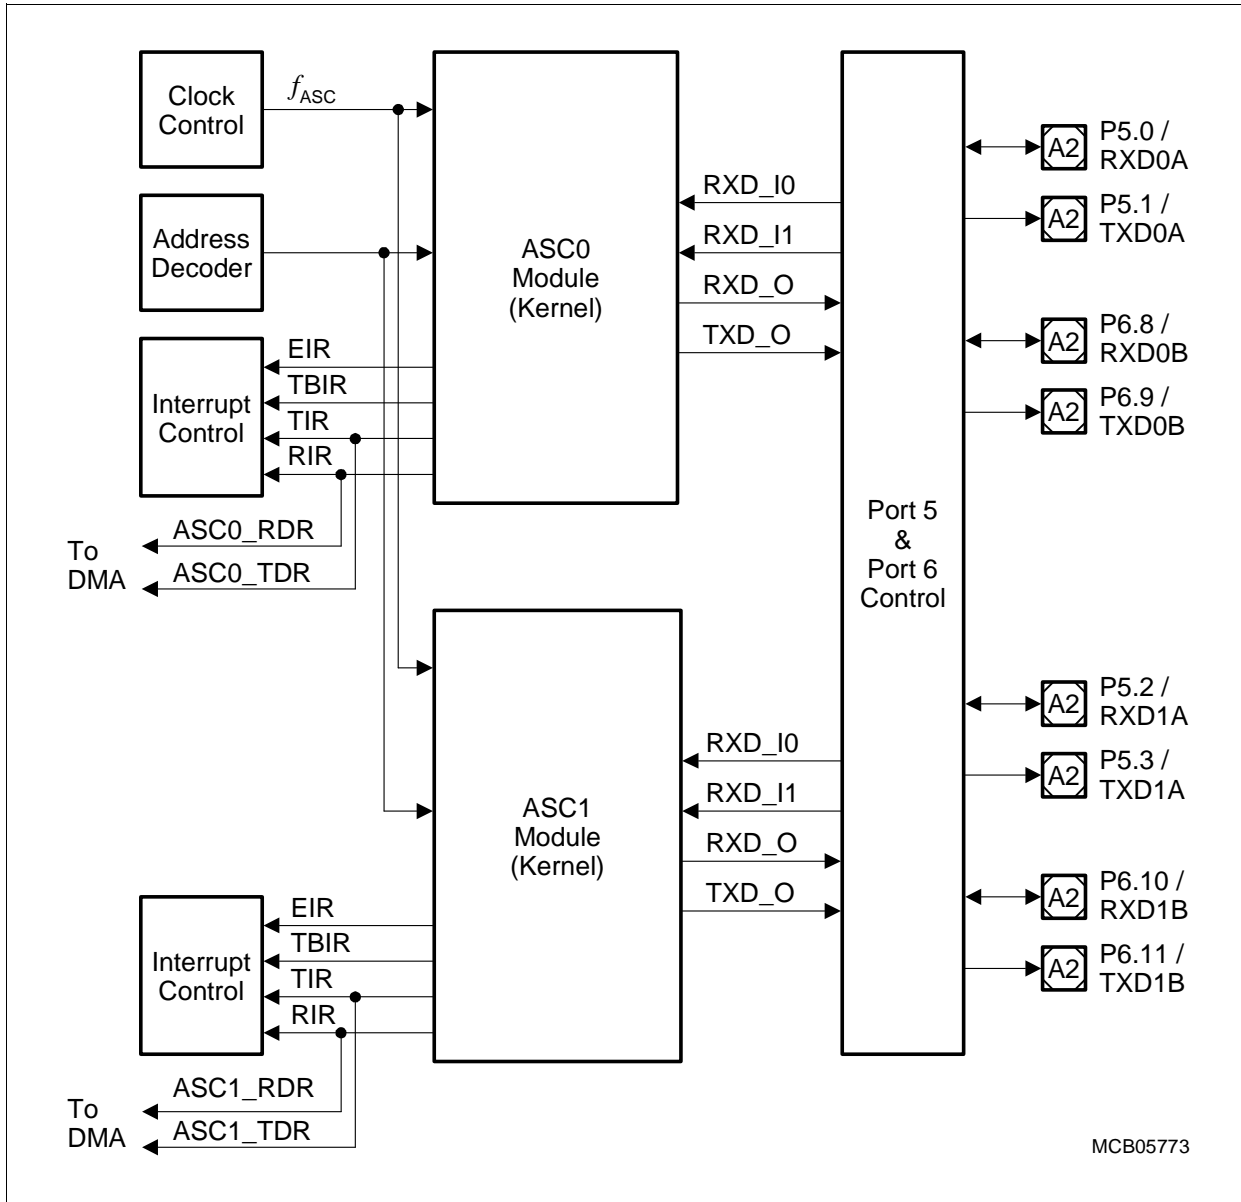 Clock
Control
fASC
Address
Decoder
Interrupt
Control
EIR
TBIR
TIR
RIR
To
DMA
ASC0_RDR
ASC0_TDR
ASC0
Module
(Kernel)
RXD_I0
RXD_I1
RXD_O
TXD_O
Port 5
&
Port 6
Control
A2
P5.0 /
RXD0A
A2
P5.1 /
TXD0A
A2
P6.8 /
RXD0B
A2
P6.9 /
TXD0B
ASC1
Module
(Kernel)
RXD_I0
RXD_I1
RXD_O
TXD_O
A2
P5.2 /
RXD1A
A2
P5.3 /
TXD1A
A2
P6.10 /
RXD1B
A2
P6.11 /
TXD1B
Interrupt
Control
EIR
TBIR
TIR
RIR
To
DMA
ASC1_RDR
ASC1_TDR
MCB05773